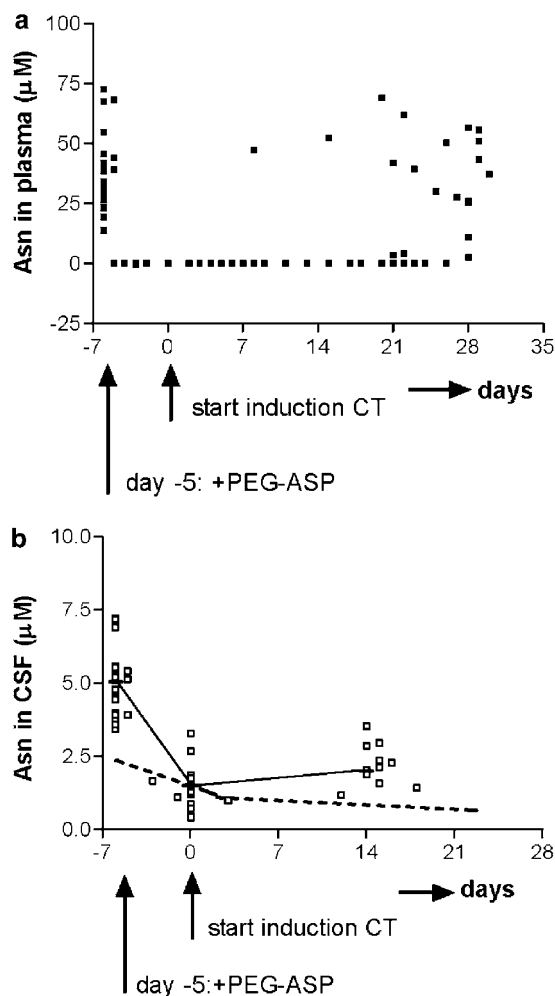 a
100
75
50
25
0
-25
Asn in plasma (μM)
-7 0 7 14 21 28 35
start induction CT
days
day -5: +PEG-ASP
b
10.0
7.5
5.0
2.5
0.0
Asn in CSF (μM)
-7 0 7 14 21 28
days
start induction CT
day -5:+PEG-ASP